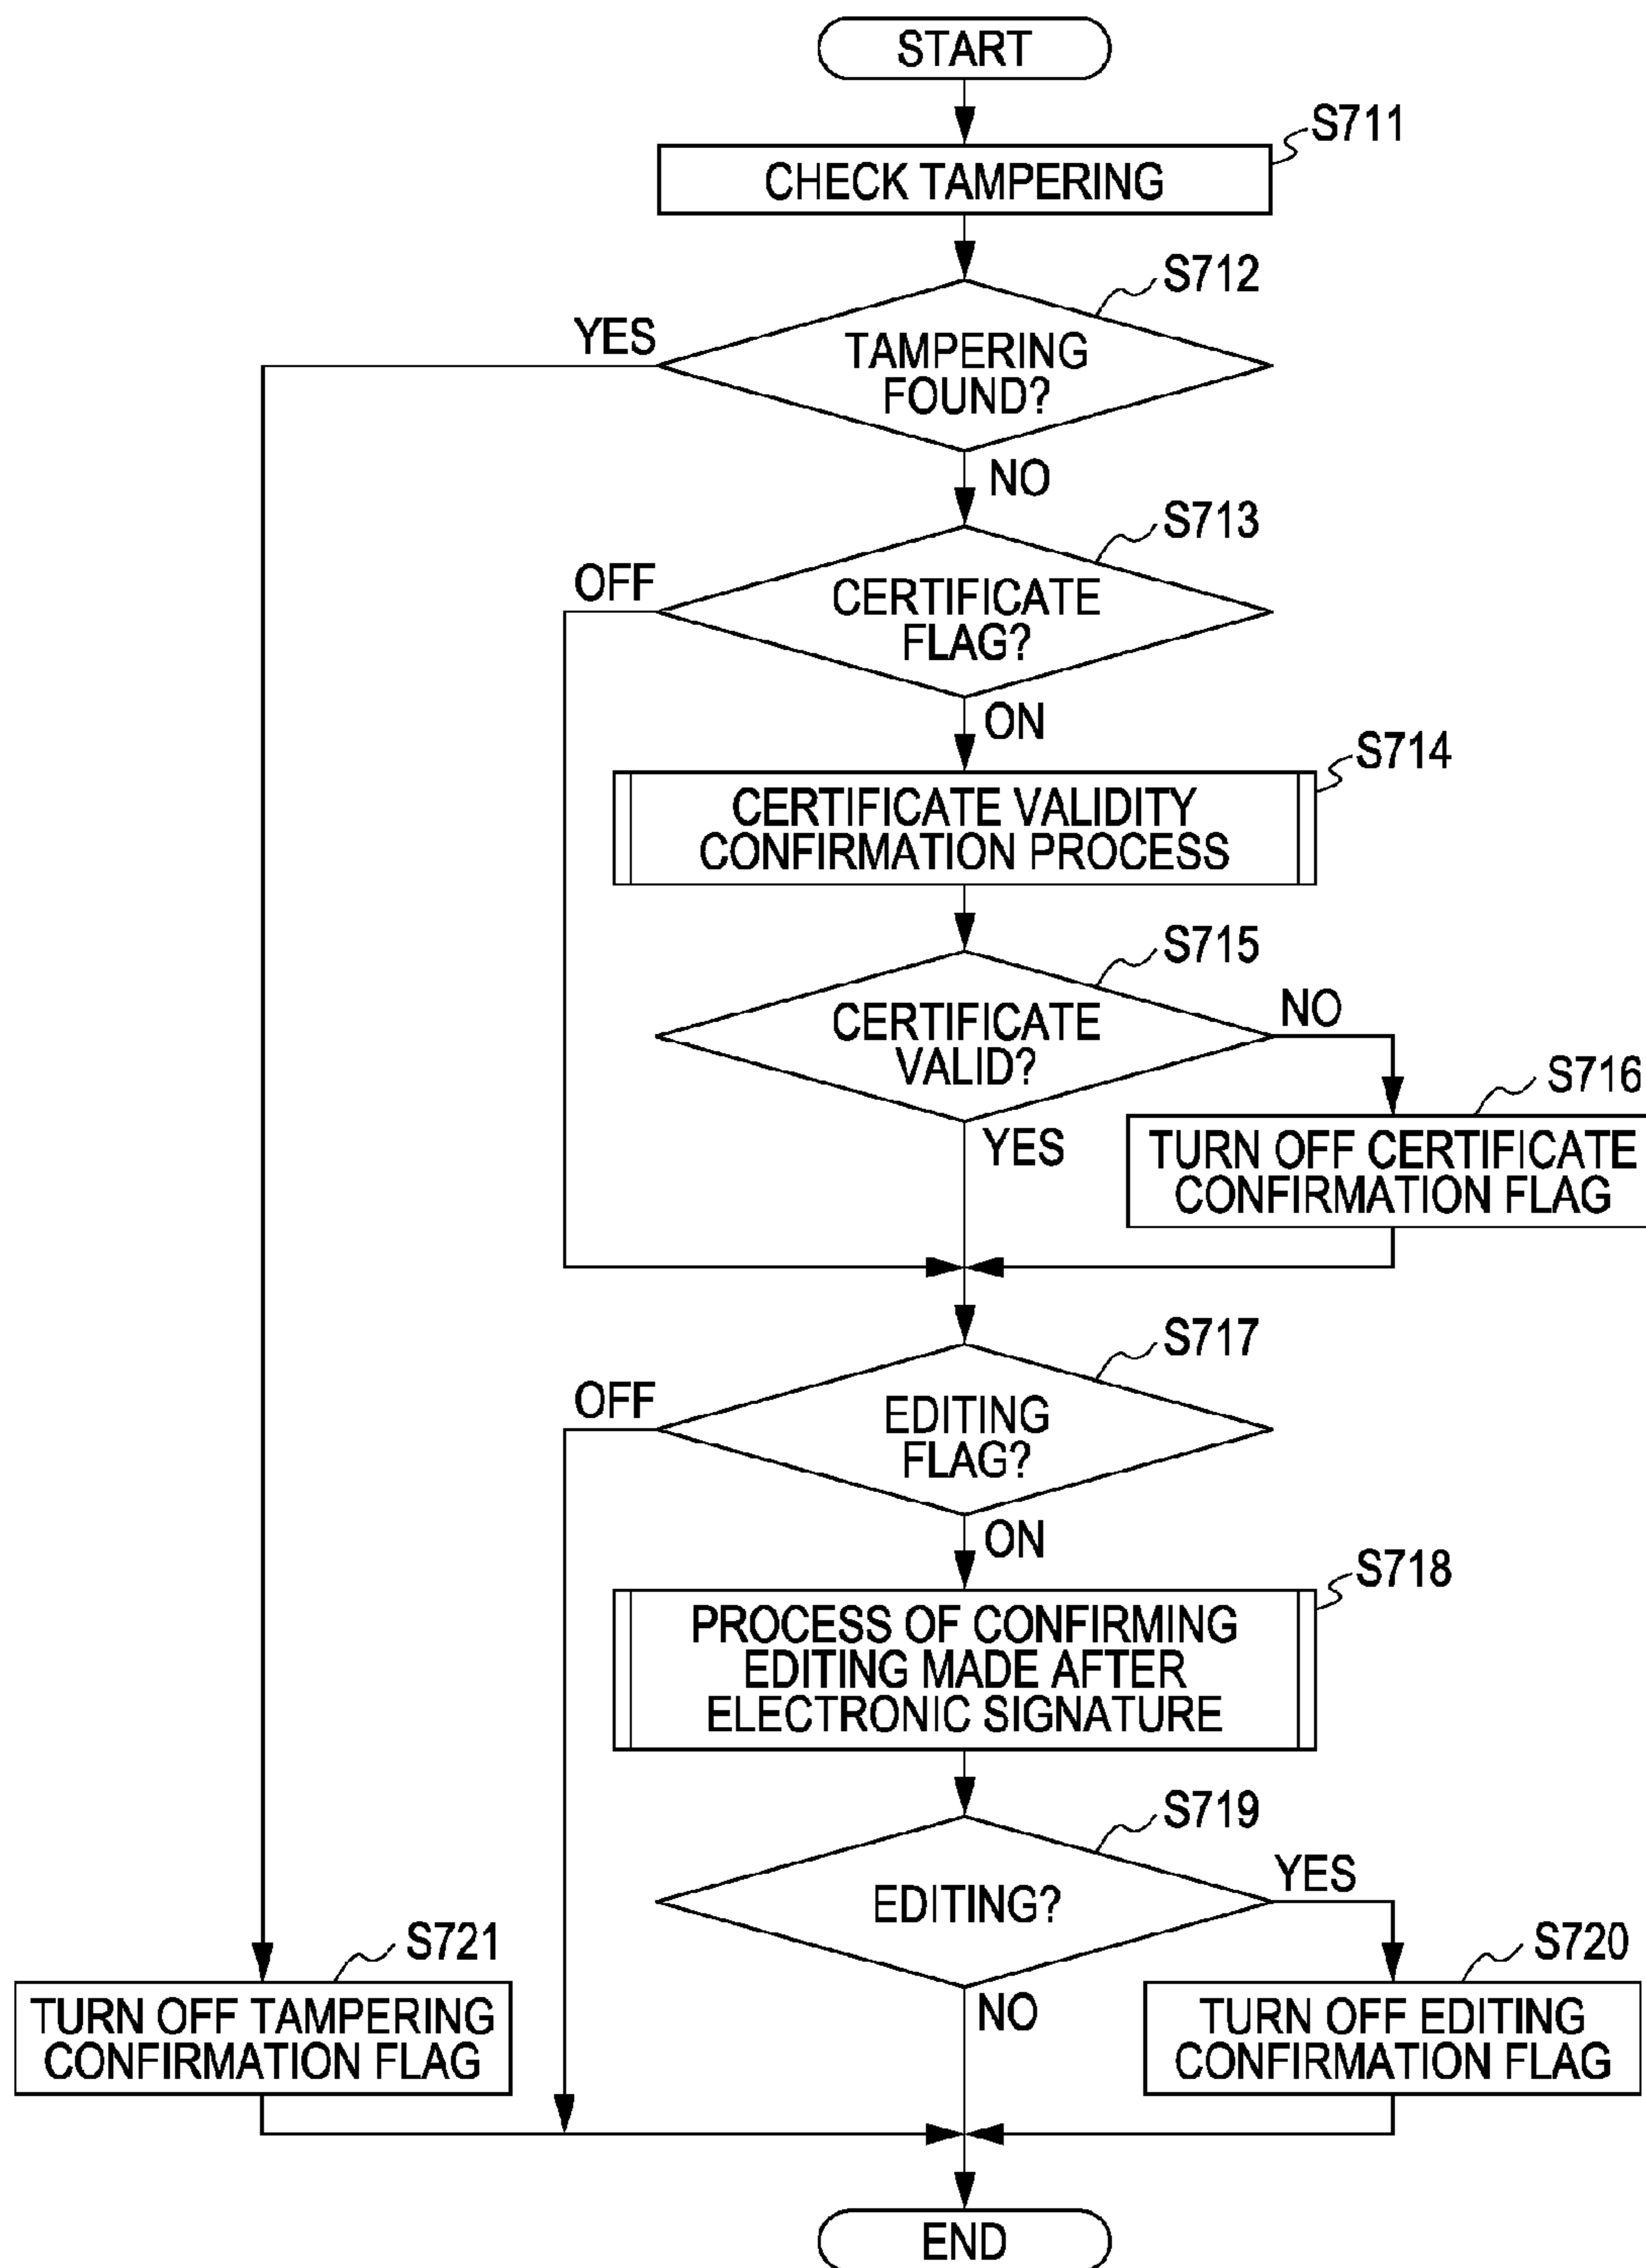 START
S711
CHECK TAMPERING
S712
YES
TAMPERING
FOUND?
NO
S713
OFF
CERTIFICATE
FLAG?
ON
S714
CERTIFICATE VALIDITY
CONFIRMATION PROCESS
S715
CERTIFICATE
VALID?
NO
S716
YES
TURN OFF CERTIFICATE
CONFIRMATION FLAG
S717
OFF
EDITING
FLAG?
ON
S718
PROCESS OF CONFIRMING
EDITING MADE AFTER
ELECTRONIC SIGNATURE
S719
YES
EDITING?
S721
S720
TURN OFF TAMPERING
CONFIRMATION FLAG
NO
TURN OFF EDITING
CONFIRMATION FLAG
END